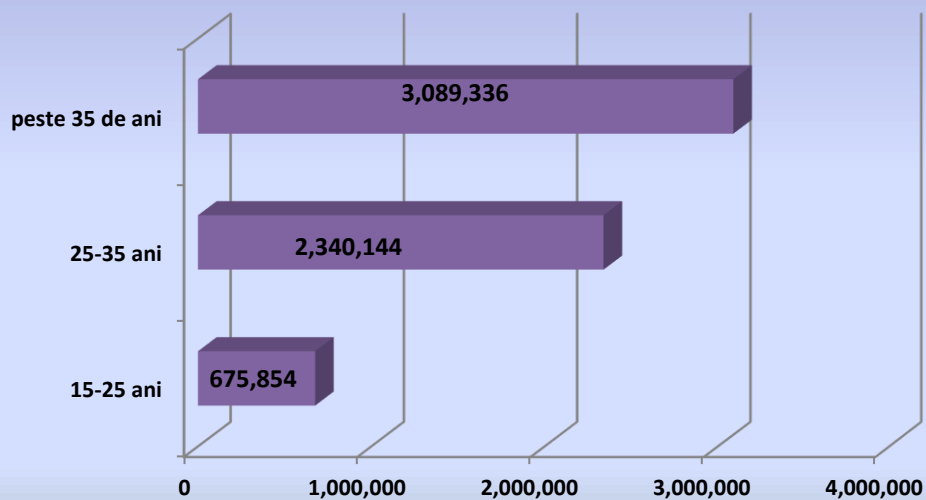 peste 35 de ani
3,089,336
25-35 ani
2,340,144
15-25 ani
675,854
0
1,000,000
2,000,000
3,000,000
4,000,000